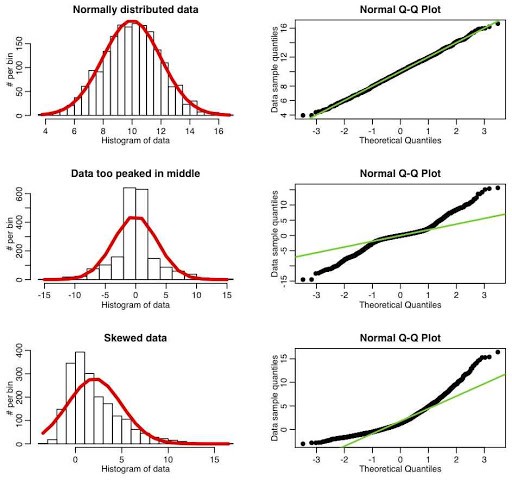 Normally distributed data
# per bin
0 50 100 150
4 6 8 10 12 14 16
Histogram of data
Normal Q-Q Plot
Data sample quantiles
4 6 8 12 16
-3 -2 -1 0 1 2 3
Theoretical Quantiles
Data too peaked in middle
# per bin
0 200 400 600
-15 -10 -5 0 5 10 15
Histogram of data
Normal Q-Q Plot
Data sample quantiles
-15 -5 0 5 10
-3 -2 -1 0 1 2 3
Theoretical Quantiles
Skewed data
# per bin
0 100 200 300 400
0 5 10 15
Histogram of data
Normal Q-Q Plot
Data sample quantiles
0 5 10 15
-3 -2 -1 0 1 2 3
Theoretical Quantiles